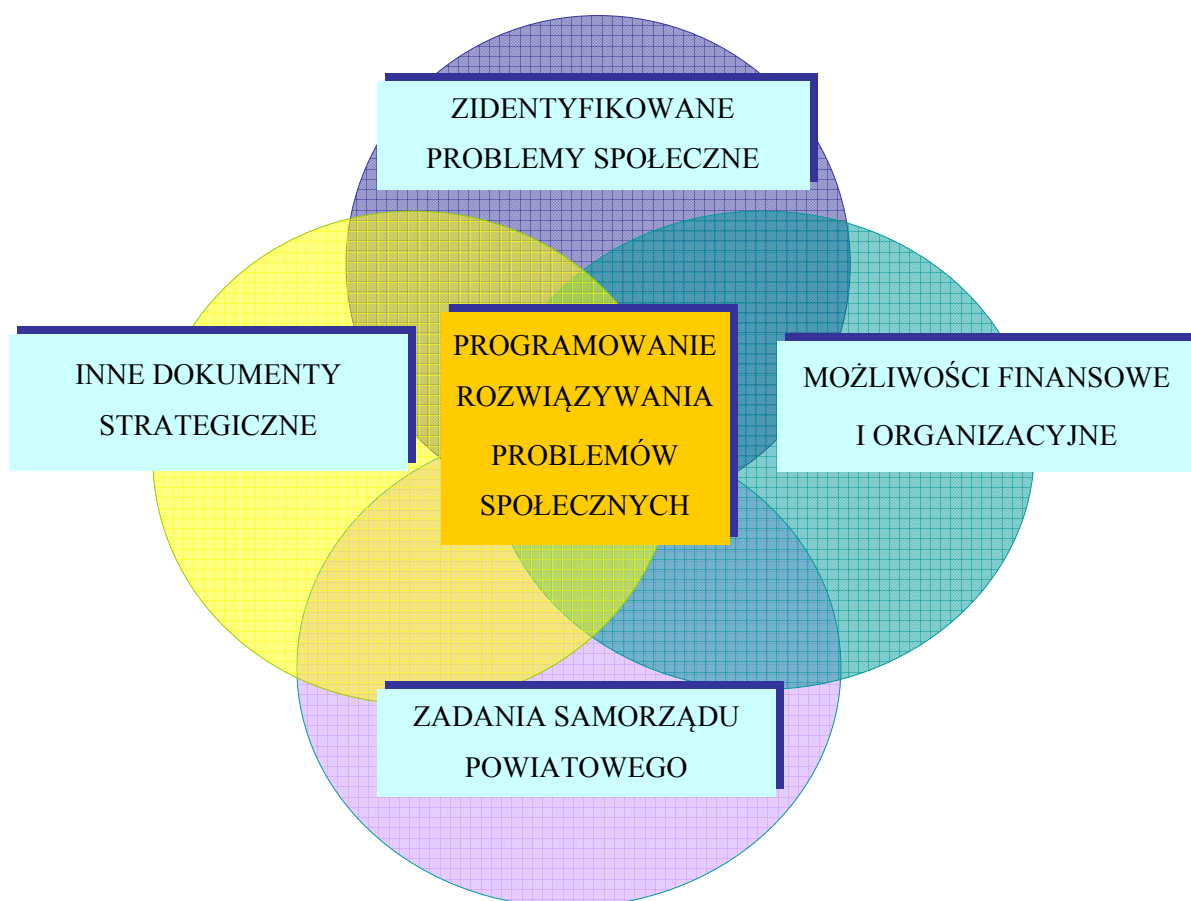 ZIDENTYFIKOWANE
PROBLEMY SPOŁECZNE
INNE DOKUMENTY
STRATEGICZNE
PROGRAMOWANIE
ROZWIĄZYWANIA
PROBLEMÓW
SPOŁECZNYCH
MOŻLIWOŚCI FINANSOWE
I ORGANIZACYJNE
ZADANIA SAMORZĄDU
POWIATOWEGO